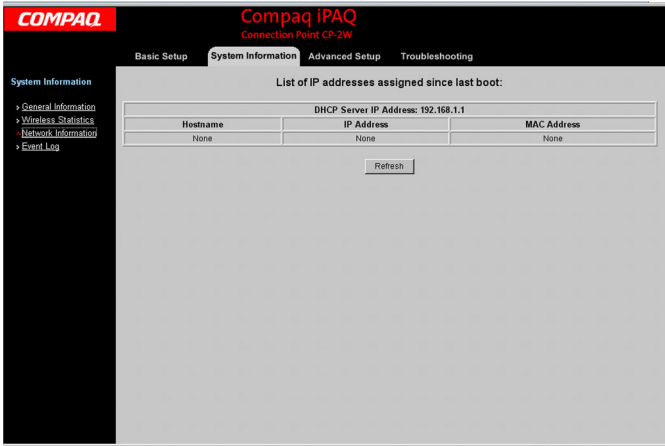 COMPAQ
Compaq iPAQ
Connection Point CP-2W
Basic Setup System Information Advanced Setup Troubleshooting
System Information
General Information
Wireless Statistics
Network Information
Event Log
List of IP addresses assigned since last boot:
DHCP Server IP Address: 192.168.1.1
Hostname IP Address MAC Address
None None None
Refresh